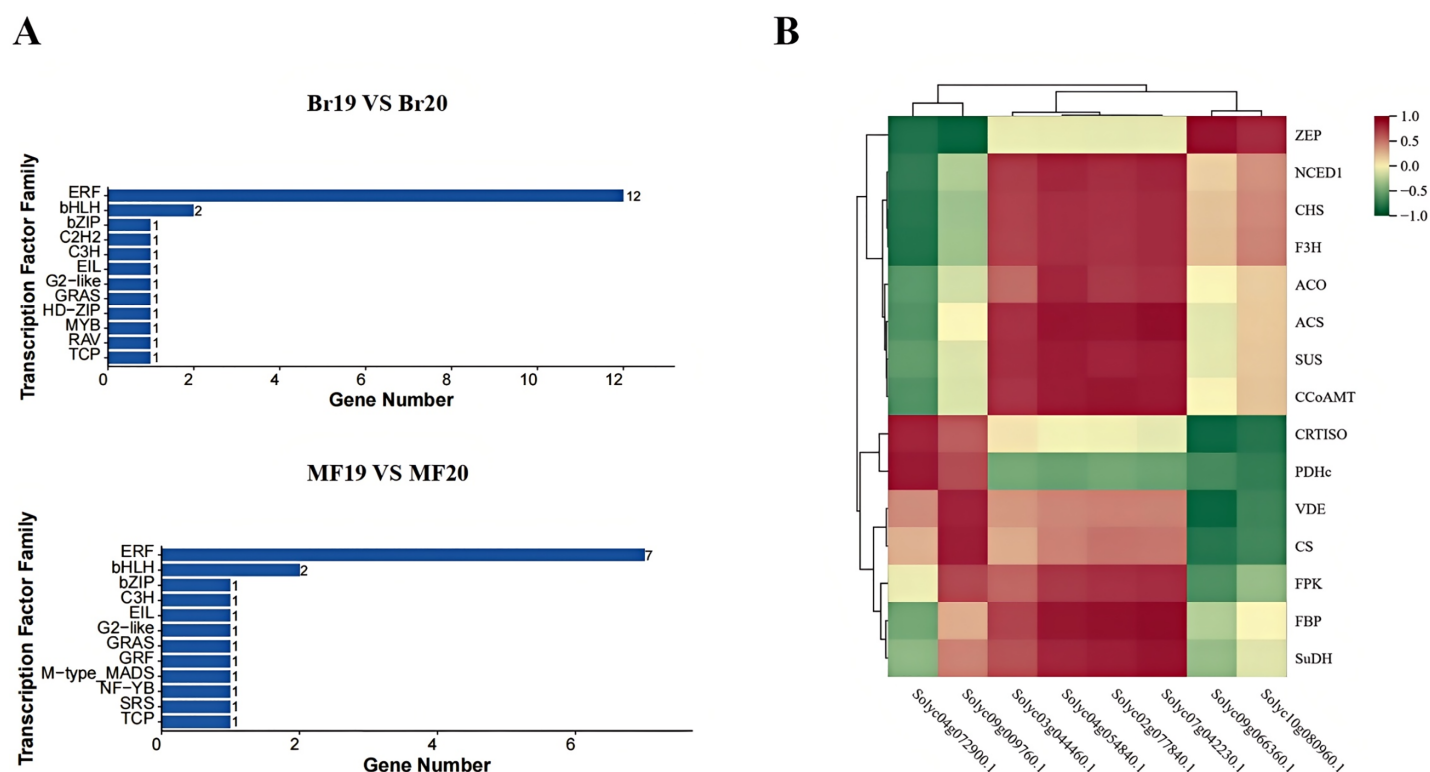 A
B
Br19 VS Br20
Transcription Factor Family
ERF 12
bHLH 2
bZIP 1
C2H2 1
C3H 1
EIL 1
G2-like 1
GRAS 1
HD-ZIP 1
MYB 1
RAV 1
TCP 1
0 2 4 6 8 10 12
Gene Number
MF19 VS MF20
Transcription Factor Family
ERF 7
bHLH 2
bZIP 1
C3H 1
EIL 1
G2-like 1
GRAS 1
GRF 1
M-type_MADS 1
NF-YB 1
SRS 1
TCP 1
0 2 4 6
Gene Number
ZEP
NCED1
CHS
F3H
ACO
ACS
SUS
CCoAMT
CRTISO
PDHc
VDE
CS
FPK
FBP
SuDH
1.0
0.5
0.0
-0.5
-1.0
Solyc04g072900.1
Solyc09g009760.1
Solyc03g044460.1
Solyc04g054840.1
Solyc02g077840.1
Solyc07g042230.1
Solyc09g066360.1
Solyc10g080960.1